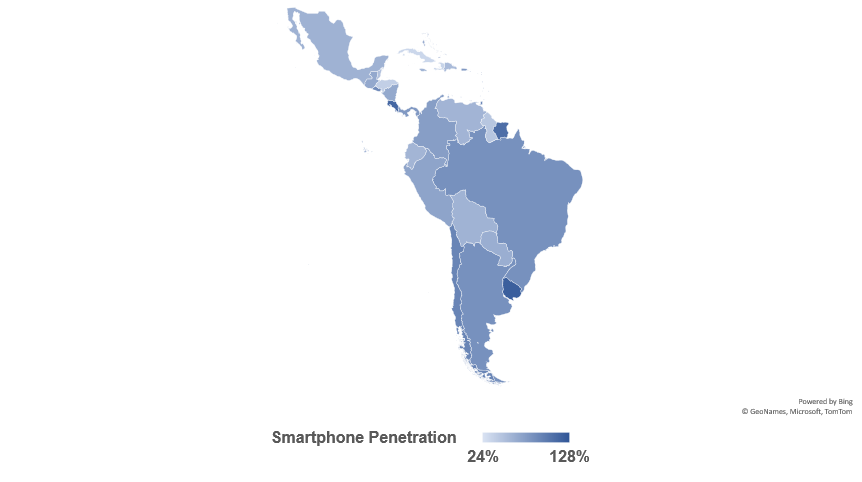 Powered by Bing
© GeoNames, Microsoft, TomTom
Smartphone Penetration
24% 128%